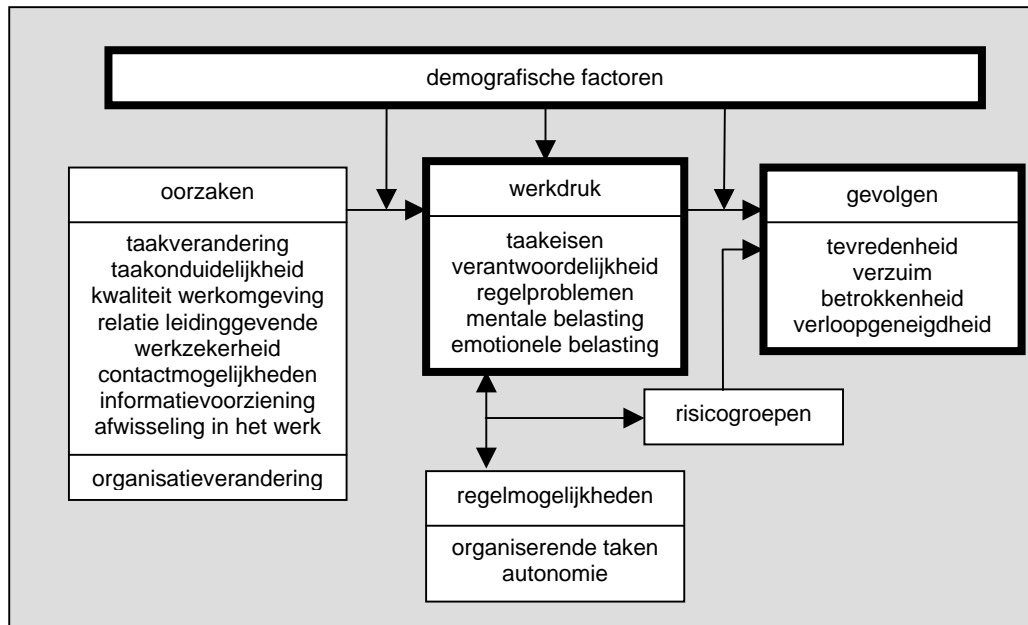 demografische factoren
oorzaken
taakverandering
taakonduidelijkheid
kwaliteit werkomgeving
relatie leidinggevende
werkzekerheid
contactmogelijkheden
informatievoorziening
afwisseling in het werk
organisatieverandering
werkdruk
taakeisen
verantwoordelijkheid
regelproblemen
mentale belasting
emotionele belasting
gevolgen
tevredenheid
verzuim
betrokkenheid
verloopgeneigdheid
risicogroepen
regelmogelijkheden
organiserende taken
autonomie